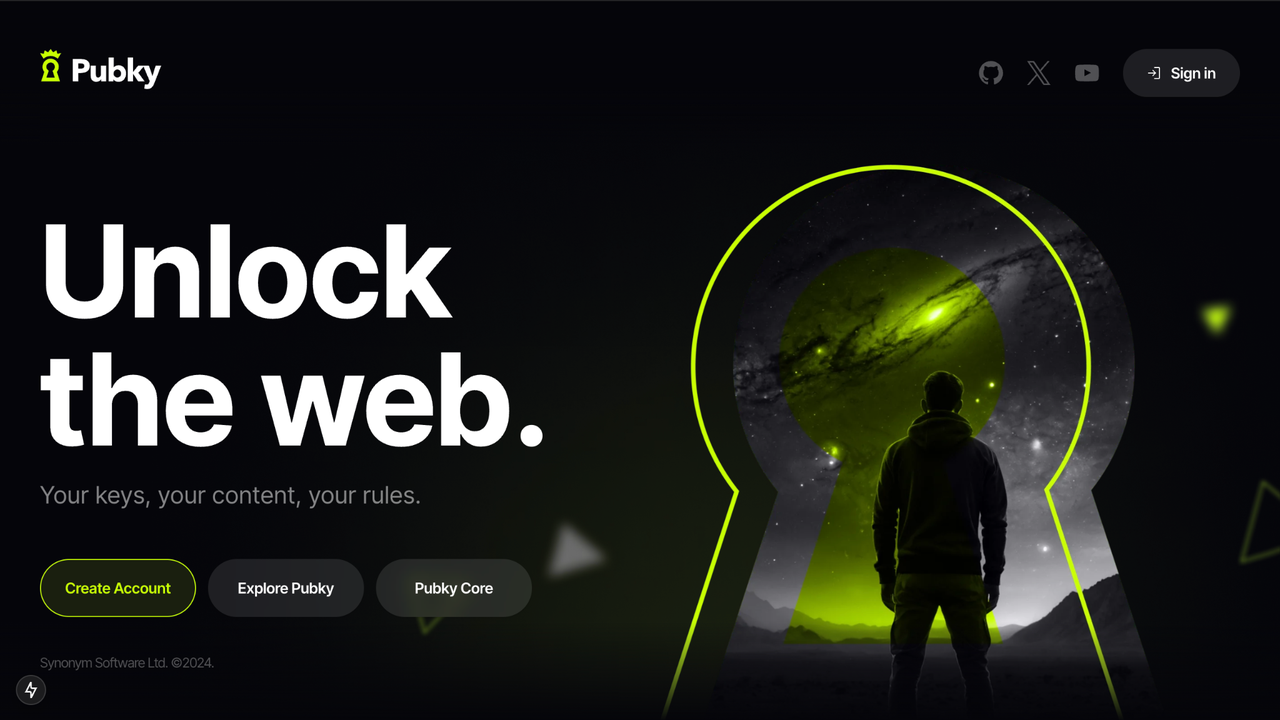 Pubky
Sign in
Unlock
the web.
Your keys, your content, your rules.
Create Account
Explore Pubky
Pubky Core
Synonym Software Ltd. ©2024.